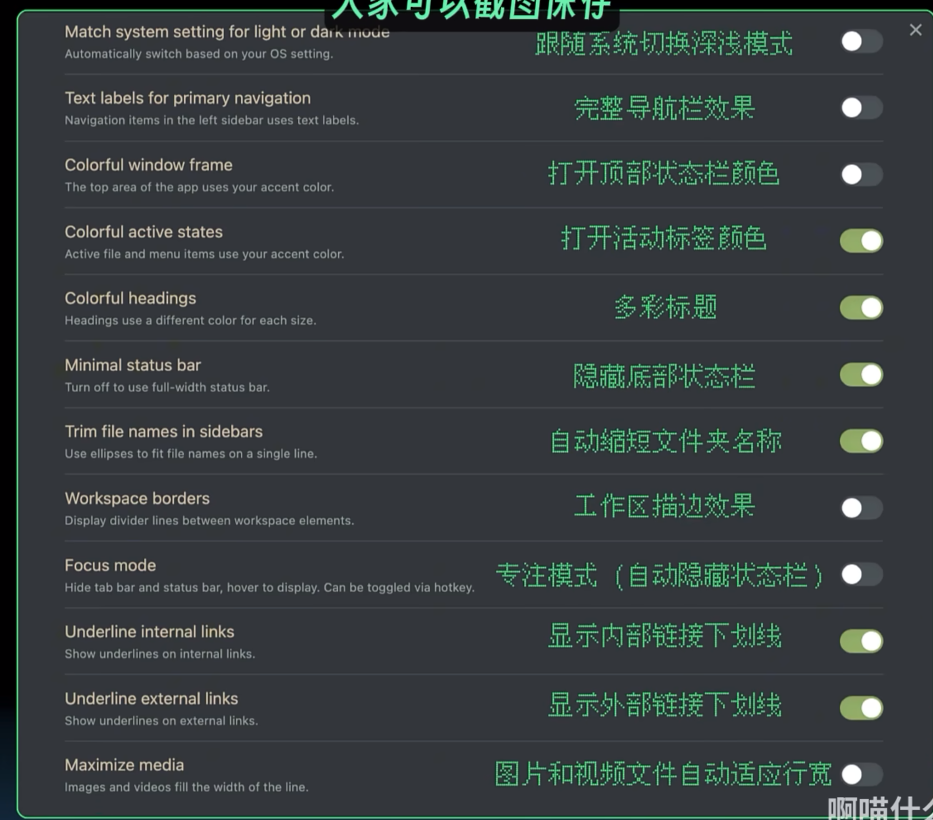 大家可以截图保存
Match system setting for light or dark mode
跟随系统切换深浅模式
Automatically switch based on your OS setting.
Text labels for primary navigation
完整导航栏效果
Navigation items in the left sidebar uses text labels.
Colorful window frame
打开顶部状态栏颜色
The top area of the app uses your accent color.
Colorful active states
打开活动标签颜色
Active file and menu items use your accent color.
Colorful headings
多彩标题
Headings use a different color for each size.
Minimal status bar
隐藏底部状态栏
Turn off to use full-width status bar.
Trim file names in sidebars
自动缩短文件夹名称
Use ellipses to fit file names on a single line.
Workspace borders
工作区描边效果
Display divider lines between workspace elements.
Focus mode
专注模式（自动隐藏状态栏）
Hide tab bar and status bar, hover to display. Can be toggled via hotkey.
Underline internal links
显示内部链接下划线
Show underlines on internal links.
Underline external links
显示外部链接下划线
Show underlines on external links.
Maximize media
图片和视频文件自动适应行宽
Images and videos fill the width of the line.
啊喵什么